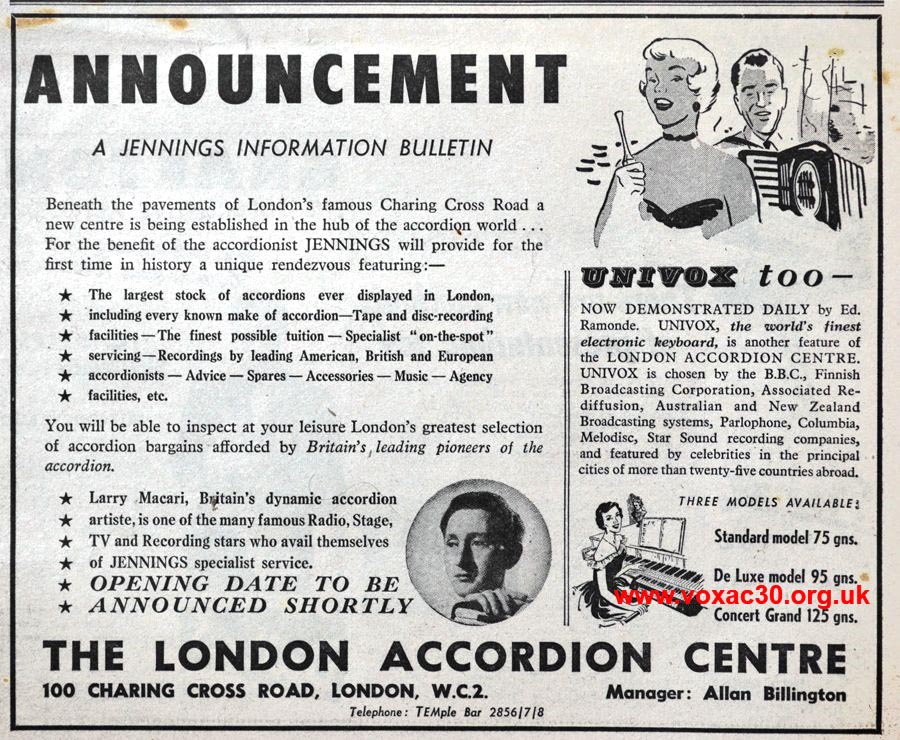 ANNOUNCEMENT
A JENNINGS INFORMATION BULLETIN
Beneath the pavements of London's famous Charing Cross Road a
new centre is being established in the hub of the accordion world ...
For the benefit of the accordionist JENNINGS will provide for the
first time in history a unique rendezvous featuring:—
★ The largest stock of accordions ever displayed in London,
★ including every known make of accordion—Tape and disc-recording
★ facilities — The finest possible tuition — Specialist "on-the-spot"
★ servicing — Recordings by leading American, British and European
★ accordionists — Advice — Spares — Accessories — Music — Agency
★ facilities, etc.
You will be able to inspect at your leisure London's greatest selection
of accordion bargains afforded by Britain's leading pioneers of the
accordion.
★ Larry Macari, Britain's dynamic accordion
★ artiste, is one of the many famous Radio, Stage,
★ TV and Recording stars who avail themselves
★ of JENNINGS specialist service.
★ OPENING DATE TO BE
★ ANNOUNCED SHORTLY
UNIVOX too —
NOW DEMONSTRATED DAILY by Ed.
Ramonde. UNIVOX, the world's finest
electronic keyboard, is another feature of
the LONDON ACCORDION CENTRE.
UNIVOX is chosen by the B.B.C., Finnish
Broadcasting Corporation, Associated Re-
diffusion, Australian and New Zealand
Broadcasting systems, Parlophone, Columbia,
Melodisc, Star Sound recording companies,
and featured by celebrities in the principal
cities of more than twenty-five countries abroad.
THREE MODELS AVAILABLE:
Standard model 75 gns.
De Luxe model 95 gns.
www.voxac30.org.uk
Concert Grand 125 gns.
THE LONDON ACCORDION CENTRE
100 CHARING CROSS ROAD, LONDON, W.C.2.
Manager: Allan Billington
Telephone: TEMple Bar 2856/7/8